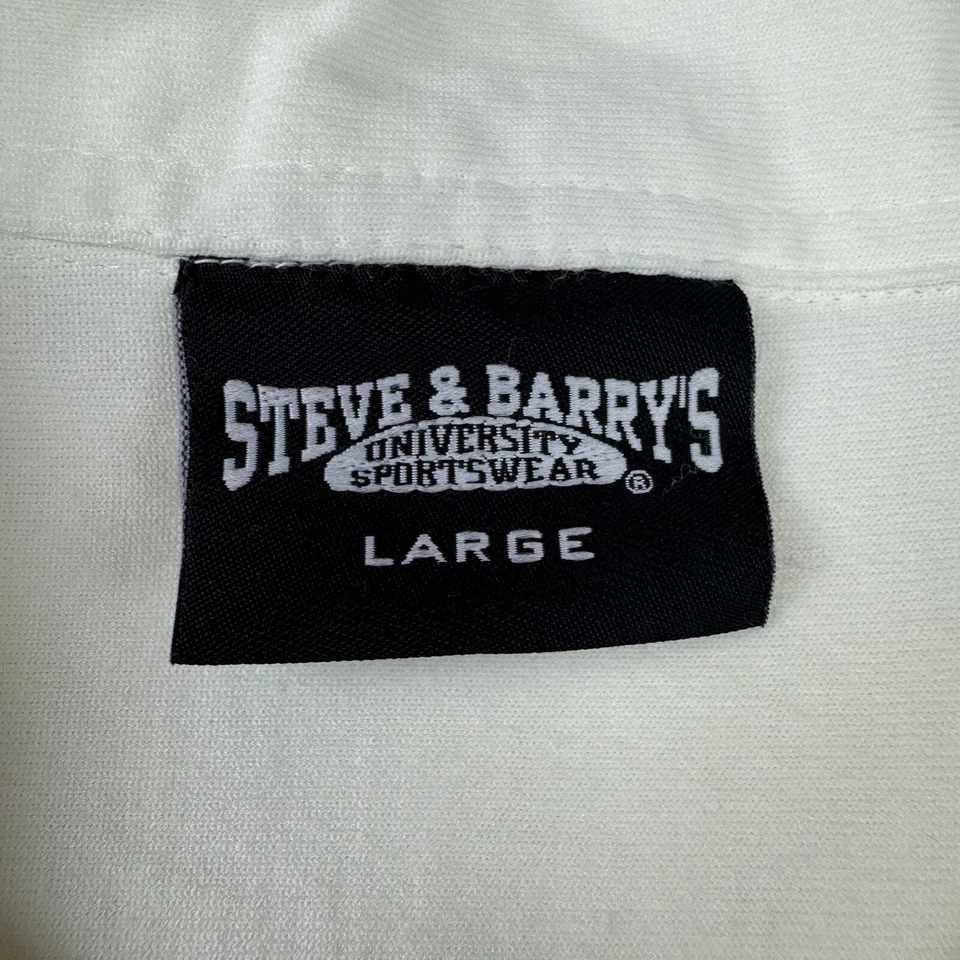 STEVE & BARRY'S
UNIVERSITY
SPORTSWEAR
®
LARGE